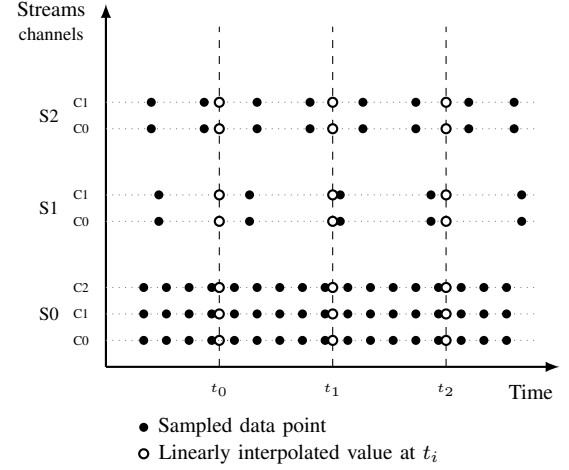 Streams
channels
C1
S2
C0
C1
S1
C0
C2
S0 C1
C0
t0 t1 t2 Time
Sampled data point
Linearly interpolated value at ti